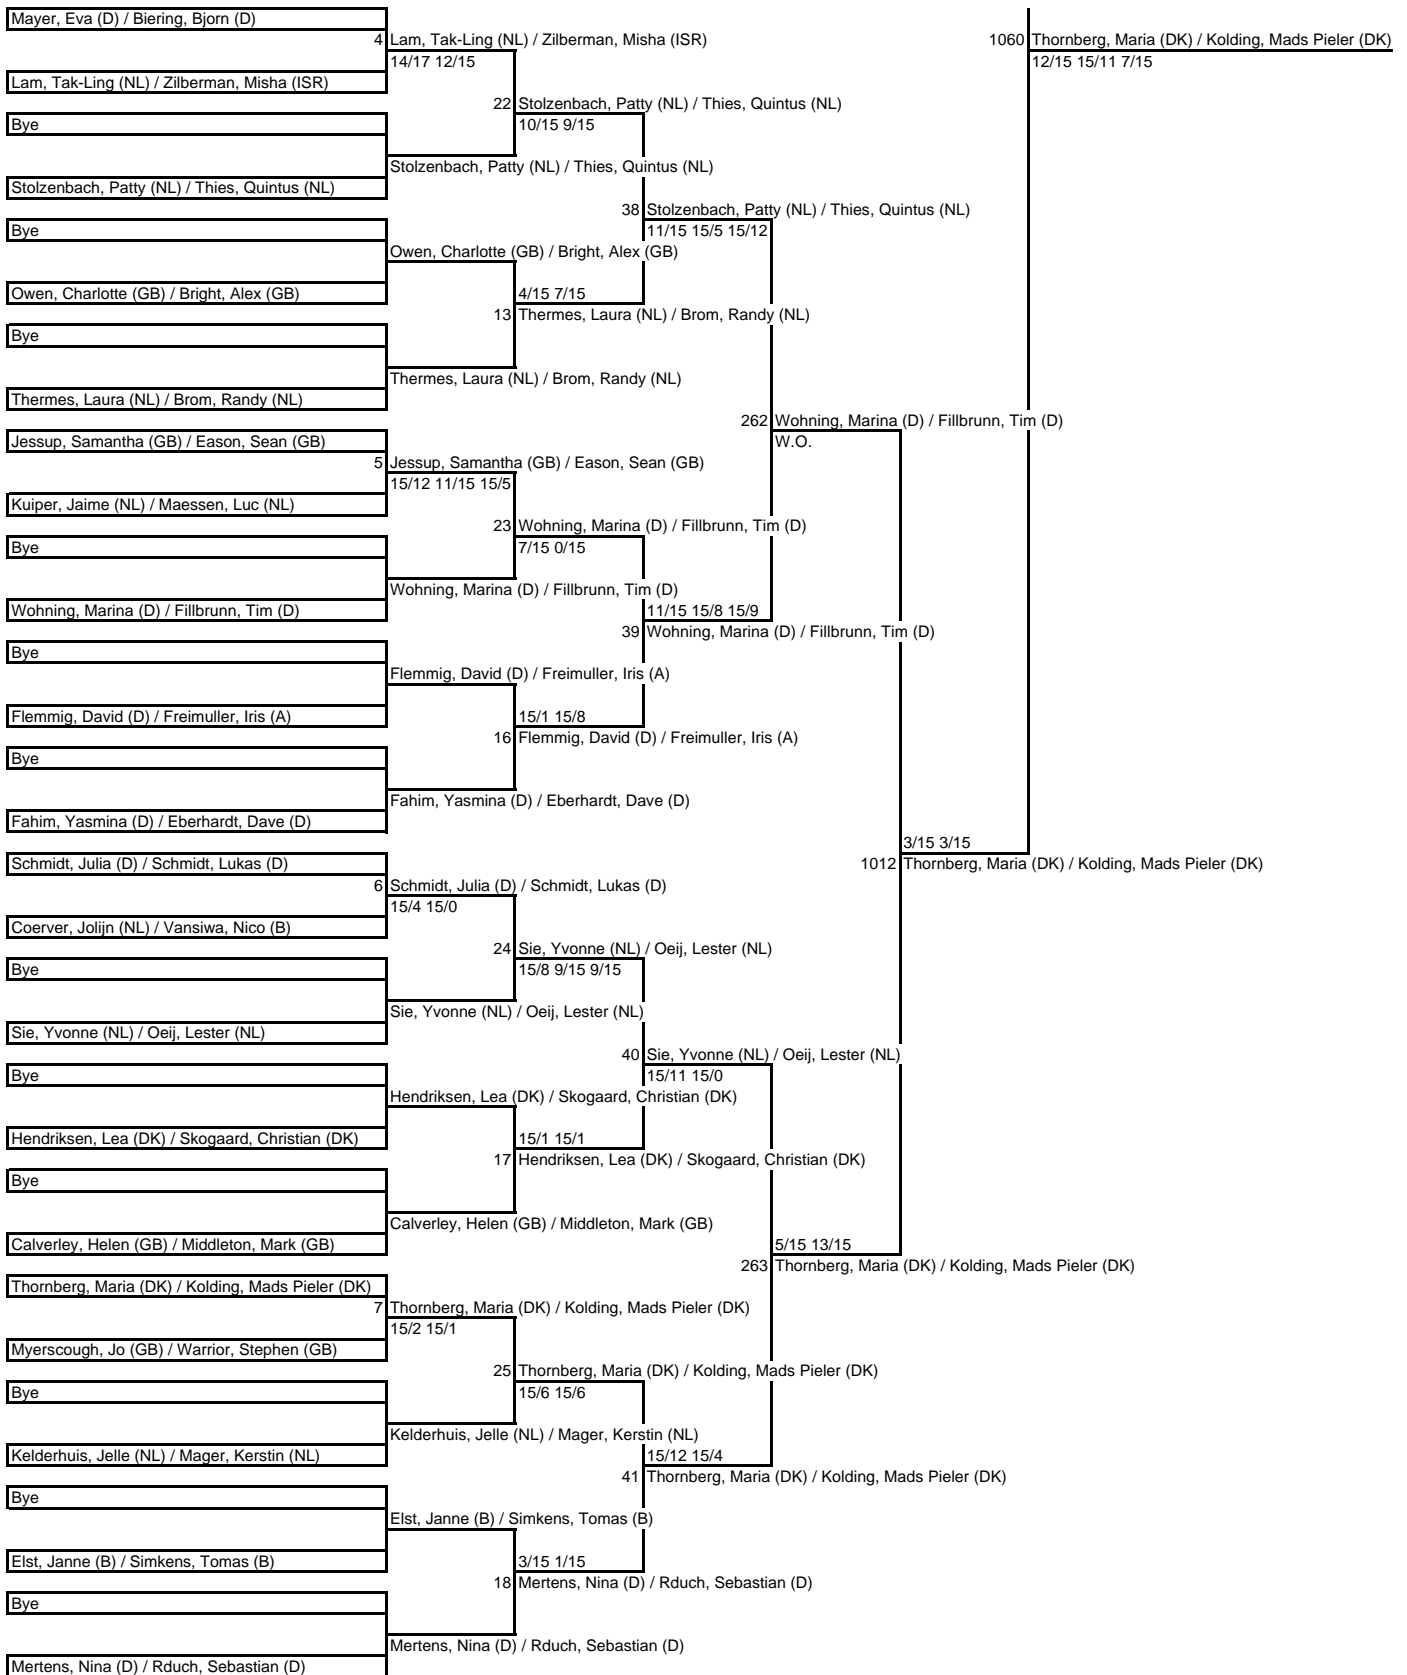 Mayer, Eva (D) / Biering, Bjorn (D)
4 Lam, Tak-Ling (NL) / Zilberman, Misha (ISR)
1060 Thornberg, Maria (DK) / Kolding, Mads Pieler (DK)
14/17 12/15
12/15 15/11 7/15
Lam, Tak-Ling (NL) / Zilberman, Misha (ISR)
22 Stolzenbach, Patty (NL) / Thies, Quintus (NL)
Bye
10/15 9/15
Stolzenbach, Patty (NL) / Thies, Quintus (NL)
Stolzenbach, Patty (NL) / Thies, Quintus (NL)
38 Stolzenbach, Patty (NL) / Thies, Quintus (NL)
Bye
11/15 15/5 15/12
Owen, Charlotte (GB) / Bright, Alex (GB)
Owen, Charlotte (GB) / Bright, Alex (GB)
4/15 7/15
13 Thermes, Laura (NL) / Brom, Randy (NL)
Bye
Thermes, Laura (NL) / Brom, Randy (NL)
Thermes, Laura (NL) / Brom, Randy (NL)
262 Wohning, Marina (D) / Fillbrunn, Tim (D)
Jessup, Samantha (GB) / Eason, Sean (GB)
W.O.
5 Jessup, Samantha (GB) / Eason, Sean (GB)
15/12 11/15 15/5
Kuiper, Jaime (NL) / Maessen, Luc (NL)
23 Wohning, Marina (D) / Fillbrunn, Tim (D)
Bye
7/15 0/15
Wohning, Marina (D) / Fillbrunn, Tim (D)
Wohning, Marina (D) / Fillbrunn, Tim (D)
11/15 15/8 15/9
39 Wohning, Marina (D) / Fillbrunn, Tim (D)
Bye
Flemmig, David (D) / Freimuller, Iris (A)
Flemmig, David (D) / Freimuller, Iris (A)
15/1 15/8
16 Flemmig, David (D) / Freimuller, Iris (A)
Bye
Fahim, Yasmina (D) / Eberhardt, Dave (D)
Fahim, Yasmina (D) / Eberhardt, Dave (D)
3/15 3/15
Schmidt, Julia (D) / Schmidt, Lukas (D)
1012 Thornberg, Maria (DK) / Kolding, Mads Pieler (DK)
6 Schmidt, Julia (D) / Schmidt, Lukas (D)
15/4 15/0
Coerver, Jolijn (NL) / Vansiwa, Nico (B)
24 Sie, Yvonne (NL) / Oeij, Lester (NL)
Bye
15/8 9/15 9/15
Sie, Yvonne (NL) / Oeij, Lester (NL)
Sie, Yvonne (NL) / Oeij, Lester (NL)
40 Sie, Yvonne (NL) / Oeij, Lester (NL)
Bye
15/11 15/0
Hendriksen, Lea (DK) / Skogaard, Christian (DK)
Hendriksen, Lea (DK) / Skogaard, Christian (DK)
15/1 15/1
17 Hendriksen, Lea (DK) / Skogaard, Christian (DK)
Bye
Calverley, Helen (GB) / Middleton, Mark (GB)
Calverley, Helen (GB) / Middleton, Mark (GB)
5/15 13/15
263 Thornberg, Maria (DK) / Kolding, Mads Pieler (DK)
Thornberg, Maria (DK) / Kolding, Mads Pieler (DK)
7 Thornberg, Maria (DK) / Kolding, Mads Pieler (DK)
15/2 15/1
Myerscough, Jo (GB) / Warrior, Stephen (GB)
25 Thornberg, Maria (DK) / Kolding, Mads Pieler (DK)
Bye
15/6 15/6
Kelderhuis, Jelle (NL) / Mager, Kerstin (NL)
Kelderhuis, Jelle (NL) / Mager, Kerstin (NL)
15/12 15/4
41 Thornberg, Maria (DK) / Kolding, Mads Pieler (DK)
Bye
Elst, Janne (B) / Simkens, Tomas (B)
Elst, Janne (B) / Simkens, Tomas (B)
3/15 1/15
18 Mertens, Nina (D) / Rduch, Sebastian (D)
Bye
Mertens, Nina (D) / Rduch, Sebastian (D)
Mertens, Nina (D) / Rduch, Sebastian (D)